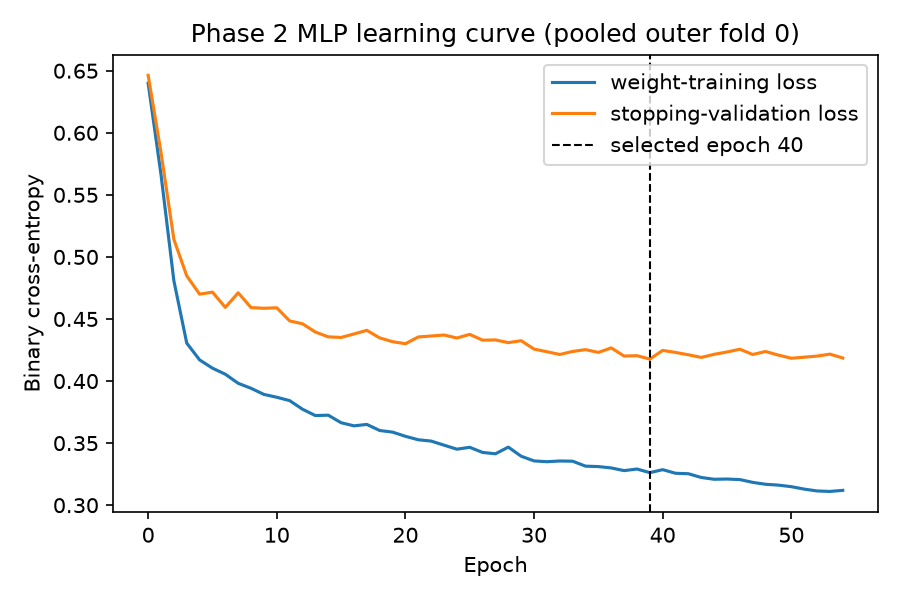 Phase 2 MLP learning curve (pooled outer fold 0)
weight-training loss
stopping-validation loss
selected epoch 40
Binary cross-entropy
0.65
0.60
0.55
0.50
0.45
0.40
0.35
0.30
0 10 20 30 40 50
Epoch